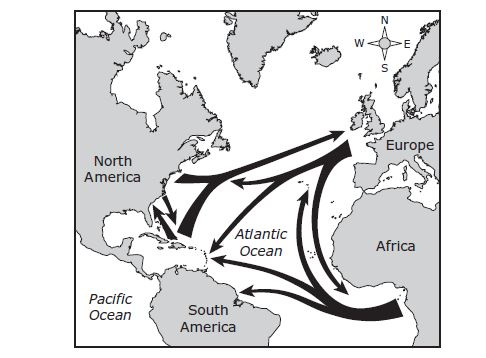 N
W E
S
Europe
North
America
Atlantic
Ocean
Africa
Pacific
Ocean
South
America